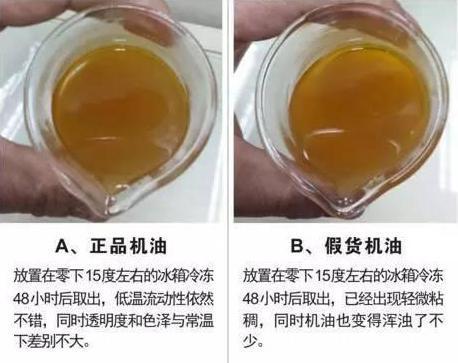 A、正品机油
放置在零下15度左右的冰箱冷冻
48小时后取出，低温流动性依然
不错，同时透明度和色泽与常温
下差别不大。
B、假货机油
放置在零下15度左右的冰箱冷冻
48小时后取出，已经出现轻微粘
稠，同时机油也变得浑浊了不
少。